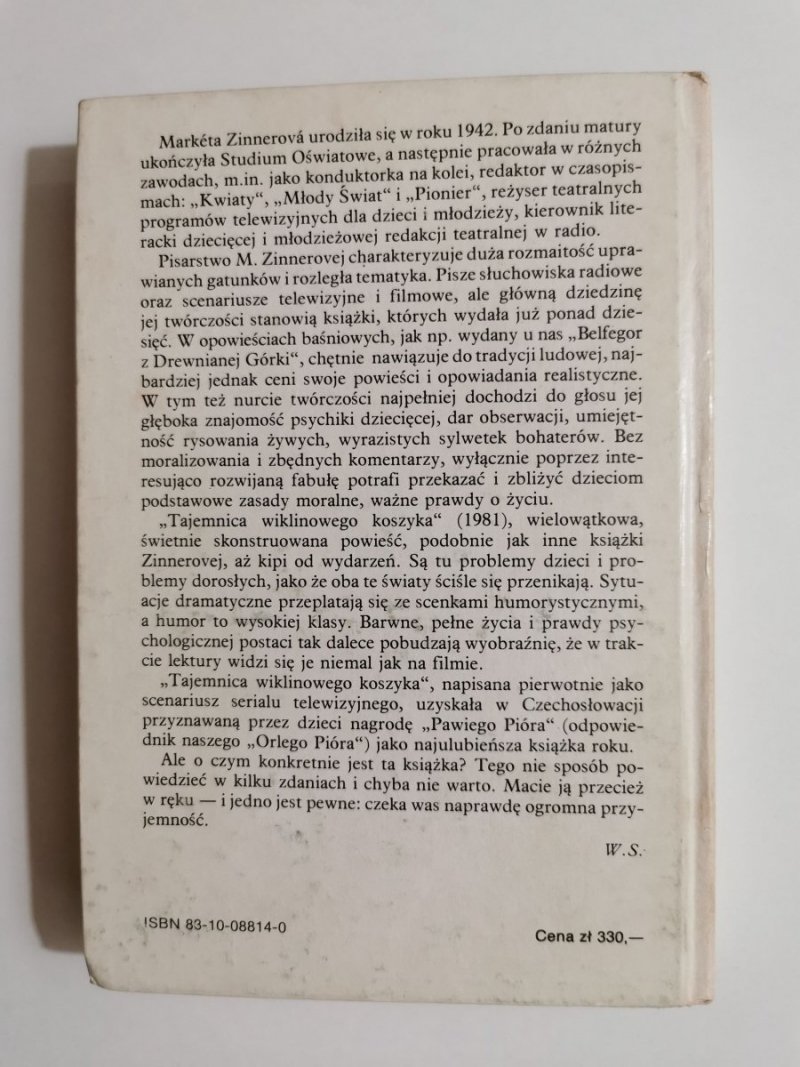 Markéta Zinnerová urodziła się w roku 1942. Po zdaniu matury
ukończyła Studium Oświatowe, a następnie pracowała w różnych
zawodach, m.in. jako konduktorka na kolei, redaktor w czasopis-
mach: „Kwiaty“, „Młody Świat“ i „Pionier“, reżyser teatralnych
programów telewizyjnych dla dzieci i młodzieży, kierownik lite-
racki dziecięcej i młodzieżowej redakcji teatralnej w radio.
Pisarstwo M. Zinnerovej charakteryzuje duża rozmaitość upra-
wianych gatunków i rozległa tematyka. Pisze słuchowiska radiowe
oraz scenariusze telewizyjne i filmowe, ale główną dziedzinę
jej twórczości stanowią książki, których wydała już ponad dzie-
sięć. W opowieściach baśniowych, jak np. wydany u nas „Belfegor
z Drewnianej Górki“, chętnie nawiązuje do tradycji ludowej, naj-
bardziej jednak ceni swoje powieści i opowiadania realistyczne.
W tym też nurcie twórczości najpełniej dochodzi do głosu jej
głęboka znajomość psychiki dziecięcej, dar obserwacji, umiejęt-
ność rysowania żywych, wyrazistych sylwetek bohaterów. Bez
moralizowania i zbędnych komentarzy, wyłącznie poprzez inte-
resująco rozwijaną fabułę potrafi przekazać i zbliżyć dzieciom
podstawowe zasady moralne, ważne prawdy o życiu.
„Tajemnica wiklinowego koszyka“ (1981), wielowątkowa,
świetnie skonstruowana powieść, podobnie jak inne książki
Zinnerovej, aż kipi od wydarzeń. Są tu problemy dzieci i pro-
blemy dorosłych, jako że oba te światy ściśle się przenikają. Sytu-
acje dramatyczne przeplatają się ze scenkami humorystycznymi,
a humor to wysokiej klasy. Barwne, pełne życia i prawdy psy-
chologicznej postaci tak dalece pobudzają wyobraźnię, że w trak-
cie lektury widzi się je niemal jak na filmie.
„Tajemnica wiklinowego koszyka“, napisana pierwotnie jako
scenariusz serialu telewizyjnego, uzyskała w Czechosłowacji
przyznawaną przez dzieci nagrodę „Pawiego Pióra“ (odpowie-
dnik naszego „Orlego Pióra“) jako najulubieńsza książka roku.
Ale o czym konkretnie jest ta książka? Tego nie sposób po-
wiedzieć w kilku zdaniach i chyba nie warto. Macie ją przecież
w ręku — i jedno jest pewne: czeka was naprawdę ogromna przy-
jemność.
W.S.
ISBN 83-10-08814-0
Cena zł 330,—